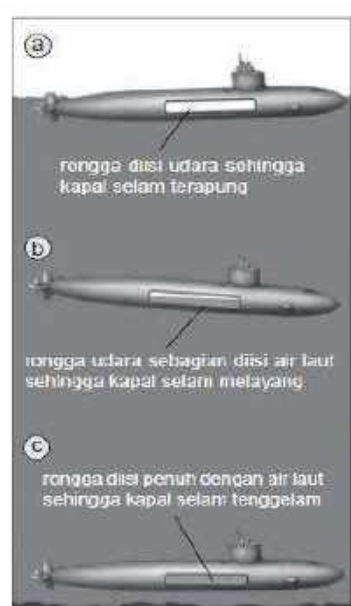 a
rongga diisi udara sehingga
kapal selam terapung
b
rongga udara sebagian diisi air laut
sehingga kapal selam melayang
c
rongga diisi penuh dengan air laut
sehingga kapal selam tenggelam